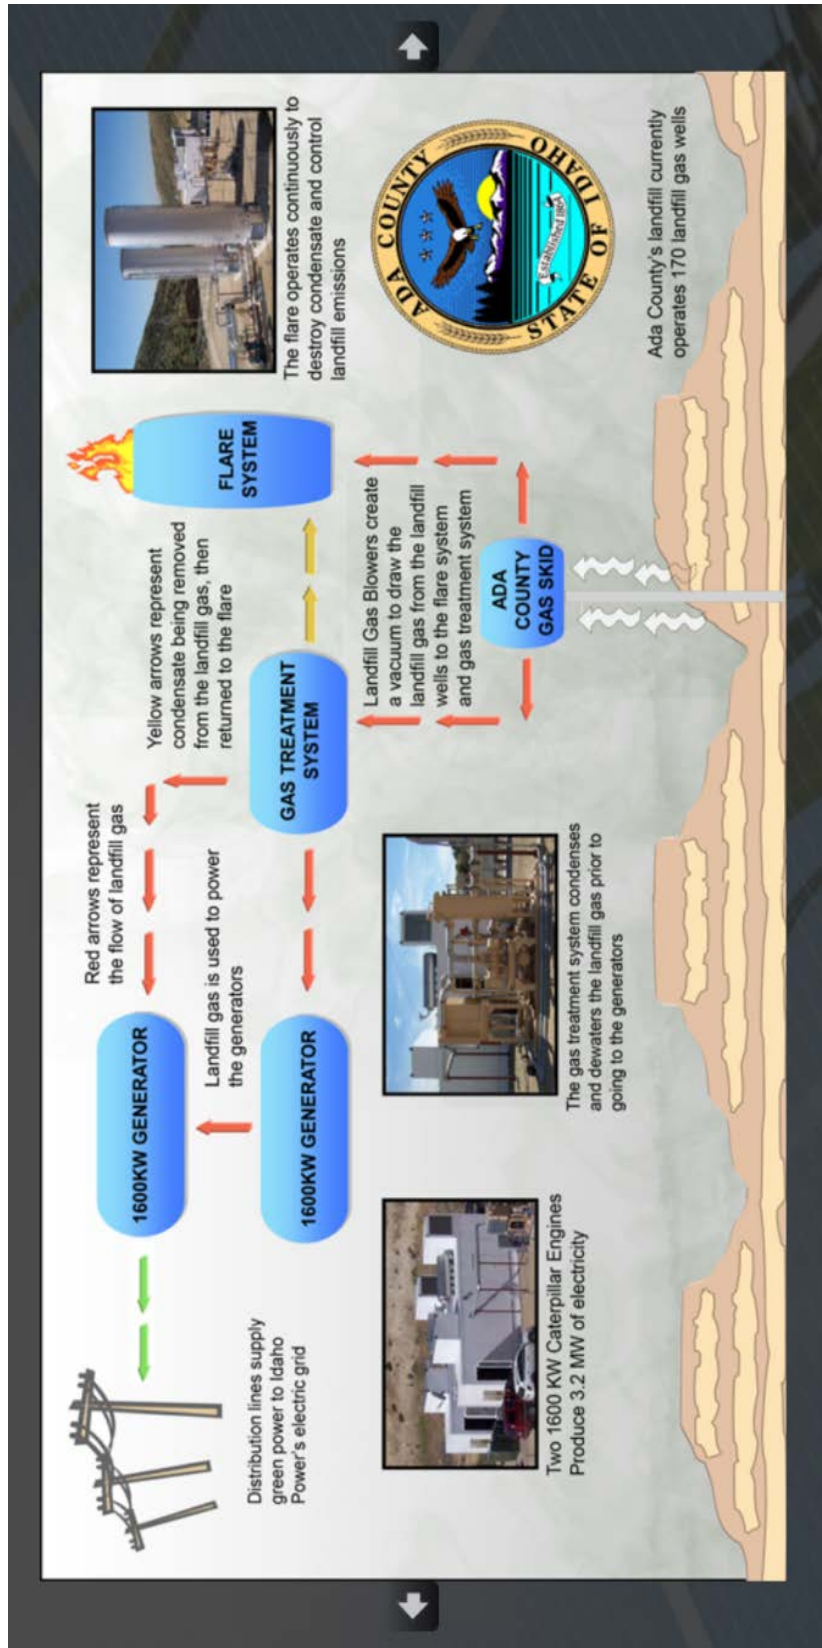 Distribution lines supply
green power to Idaho
Power's electric grid
1600KW GENERATOR
Red arrows represent
the flow of landfill gas
Landfill gas is used to power
the generators
1600KW GENERATOR
Yellow arrows represent
condensate being removed
from the landfill gas, then
returned to the flare
GAS TREATMENT
SYSTEM
FLARE
SYSTEM
The flare operates continuously to
destroy condensate and control
landfill emissions
Two 1600 KW Caterpillar Engines
Produce 3.2 MW of electricity
The gas treatment system condenses
and dewaters the landfill gas prior to
going to the generators
Landfill Gas Blowers create
a vacuum to draw the
landfill gas from the landfill
wells to the flare system
and gas treatment system
ADA
COUNTY
GAS SKID
ADA COUNTY
Established 1864
STATE OF IDAHO
Ada County's landfill currently
operates 170 landfill gas wells